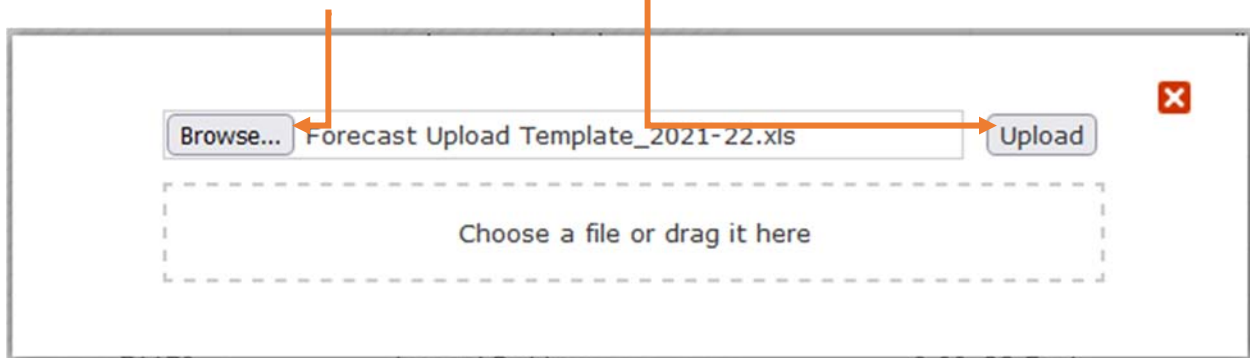 Browse... Forecast Upload Template_2021-22.xls Upload
Choose a file or drag it here